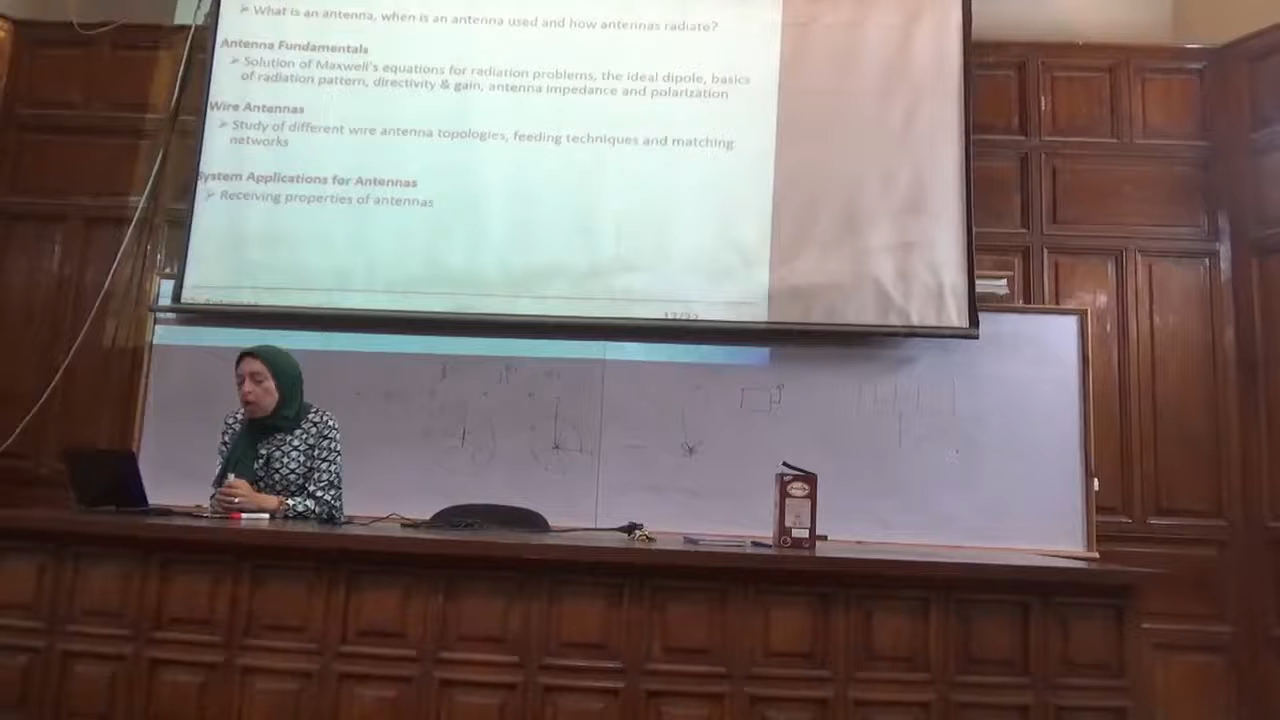 ➢ What is an antenna, when is an antenna used and how antennas radiate?
Antenna Fundamentals
➢ Solution of Maxwell's equations for radiation problems, the ideal dipole, basics
of radiation pattern, directivity & gain, antenna impedance and polarization
Wire Antennas
➢ Study of different wire antenna topologies, feeding techniques and matching
networks
System Applications for Antennas
➢ Receiving properties of antennas